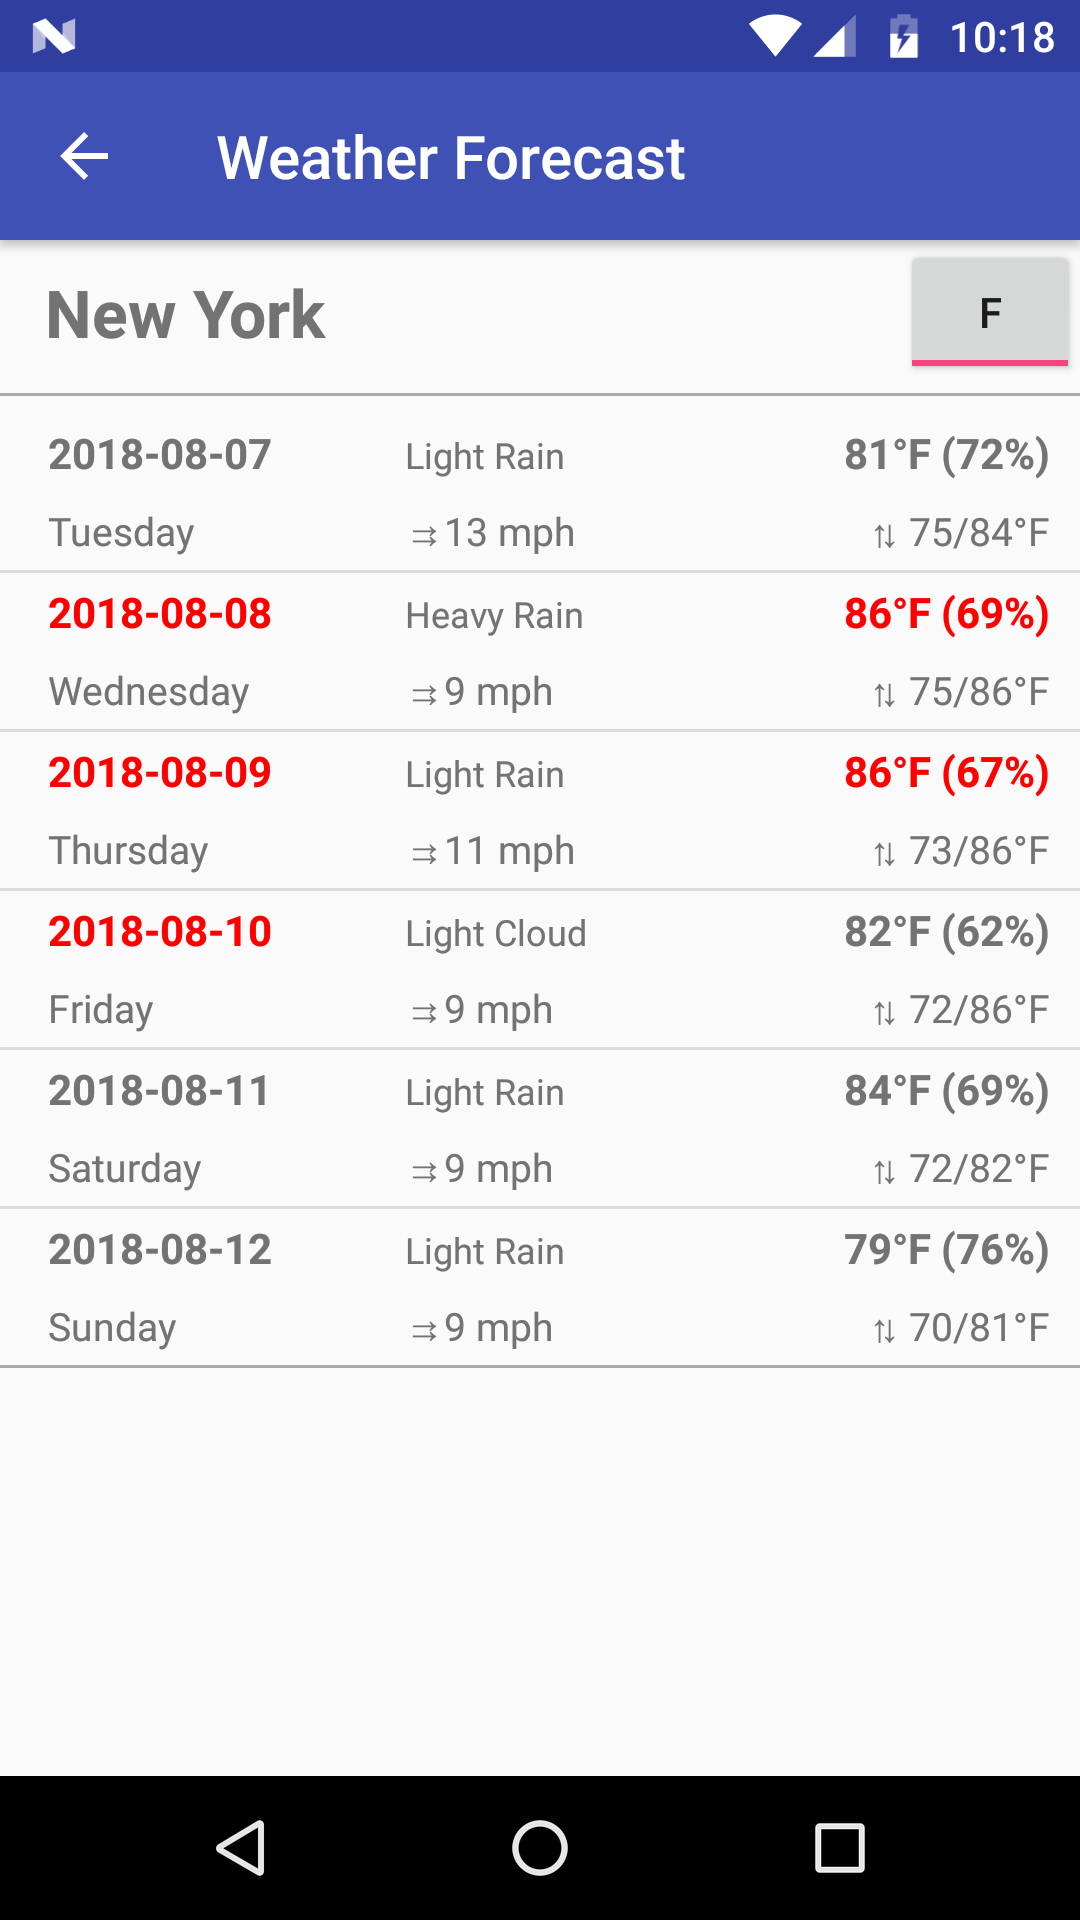 10:18
Weather Forecast
New York
F
2018-08-07 Light Rain 81°F (72%)
Tuesday ⇉ 13 mph ⇅ 75/84°F
2018-08-08 Heavy Rain 86°F (69%)
Wednesday ⇉ 9 mph ⇅ 75/86°F
2018-08-09 Light Rain 86°F (67%)
Thursday ⇉ 11 mph ⇅ 73/86°F
2018-08-10 Light Cloud 82°F (62%)
Friday ⇉ 9 mph ⇅ 72/86°F
2018-08-11 Light Rain 84°F (69%)
Saturday ⇉ 9 mph ⇅ 72/82°F
2018-08-12 Light Rain 79°F (76%)
Sunday ⇉ 9 mph ⇅ 70/81°F